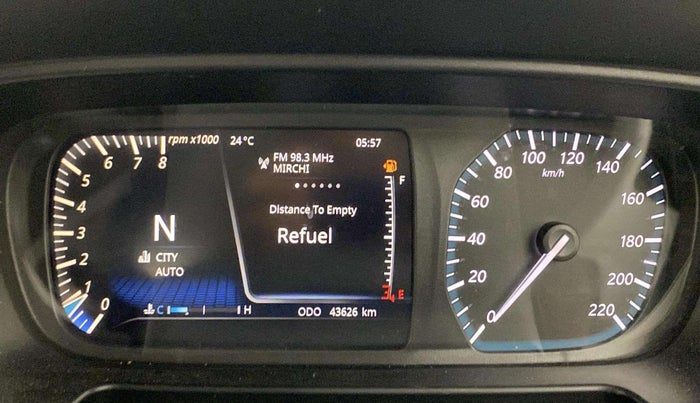 rpm x1000
24 °C
05:57
FM 98.3 MHz
MIRCHI
Distance To Empty
Refuel
F
E
N
CITY
AUTO
C
H
ODO 43626 km
0
1
2
3
4
5
6
7
8
0
20
40
60
80
100
120
140
160
180
200
220
km/h